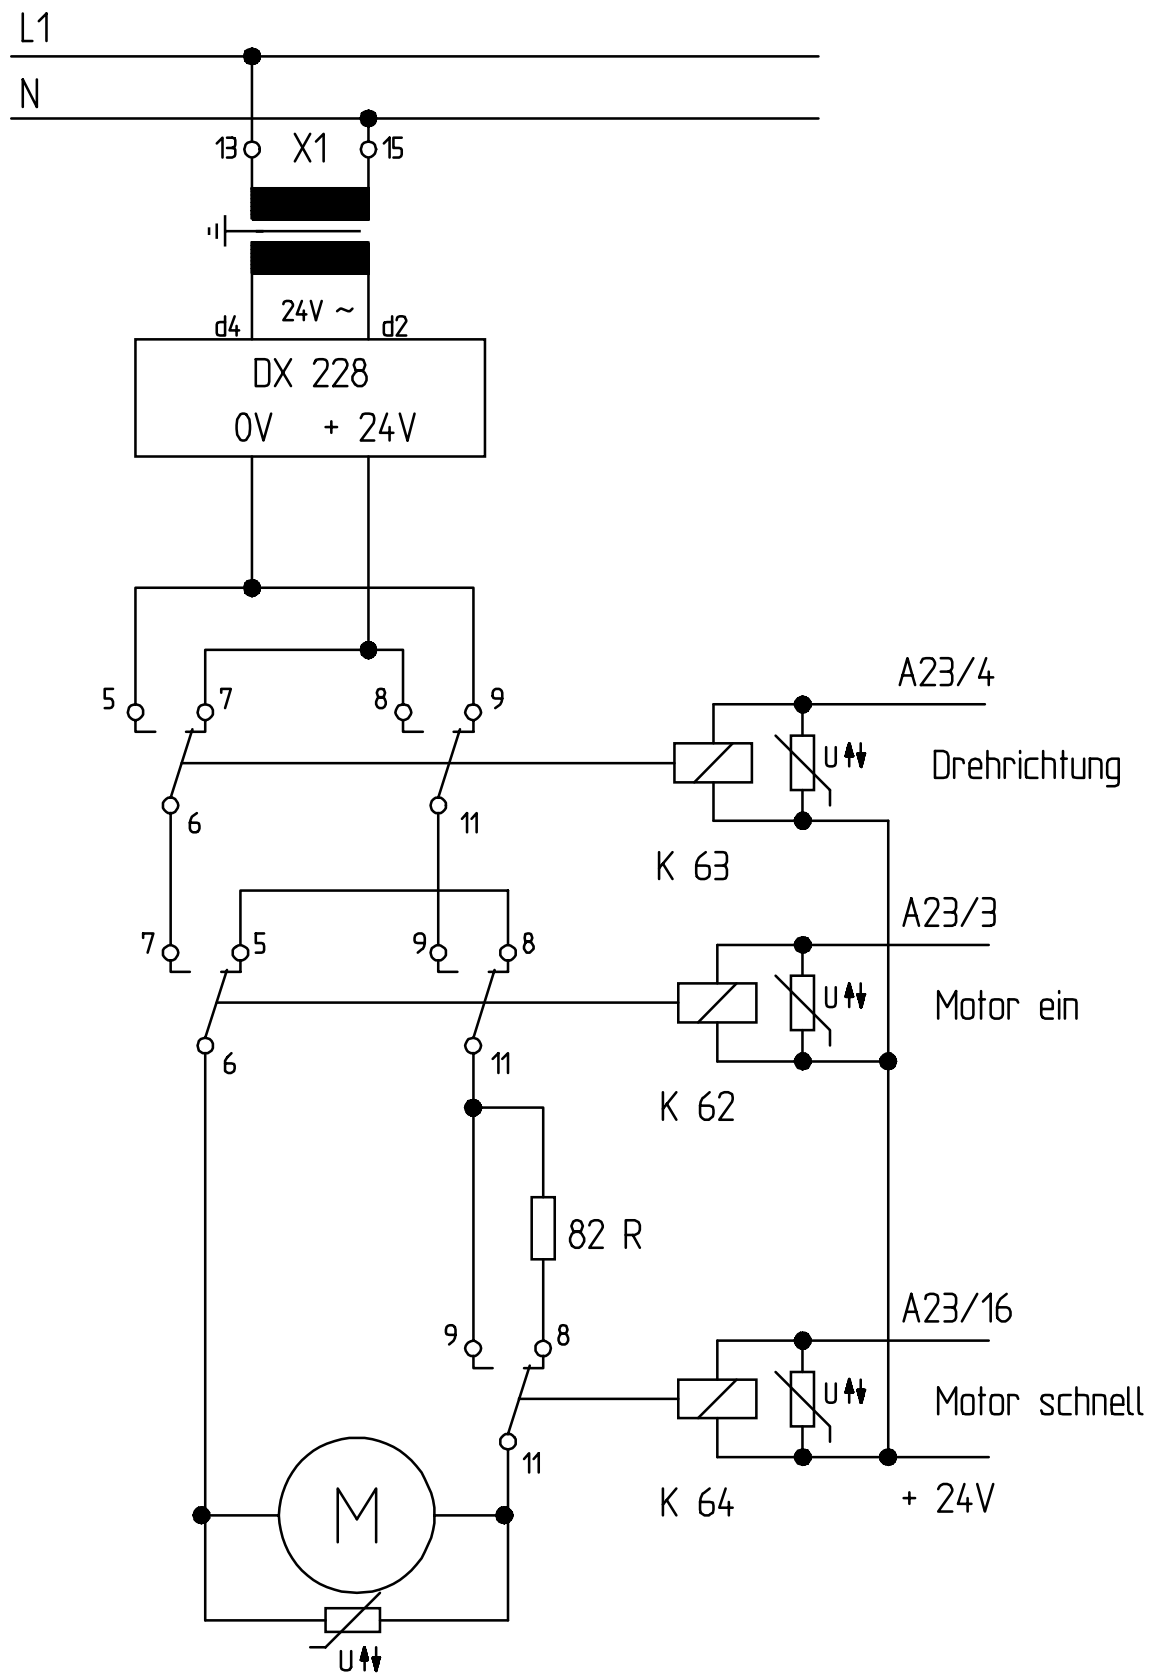 L1
N
13 X1 15
24V ~
d4 d2
DX 228
0V + 24V
A23/4
5 7 8 9
U
Drehrichtung
6 11
K 63
A23/3
7 5 9 8
U
Motor ein
6 11
K 62
82 R
A23/16
9 8
U
Motor schnell
11
K 64
+ 24V
M
U